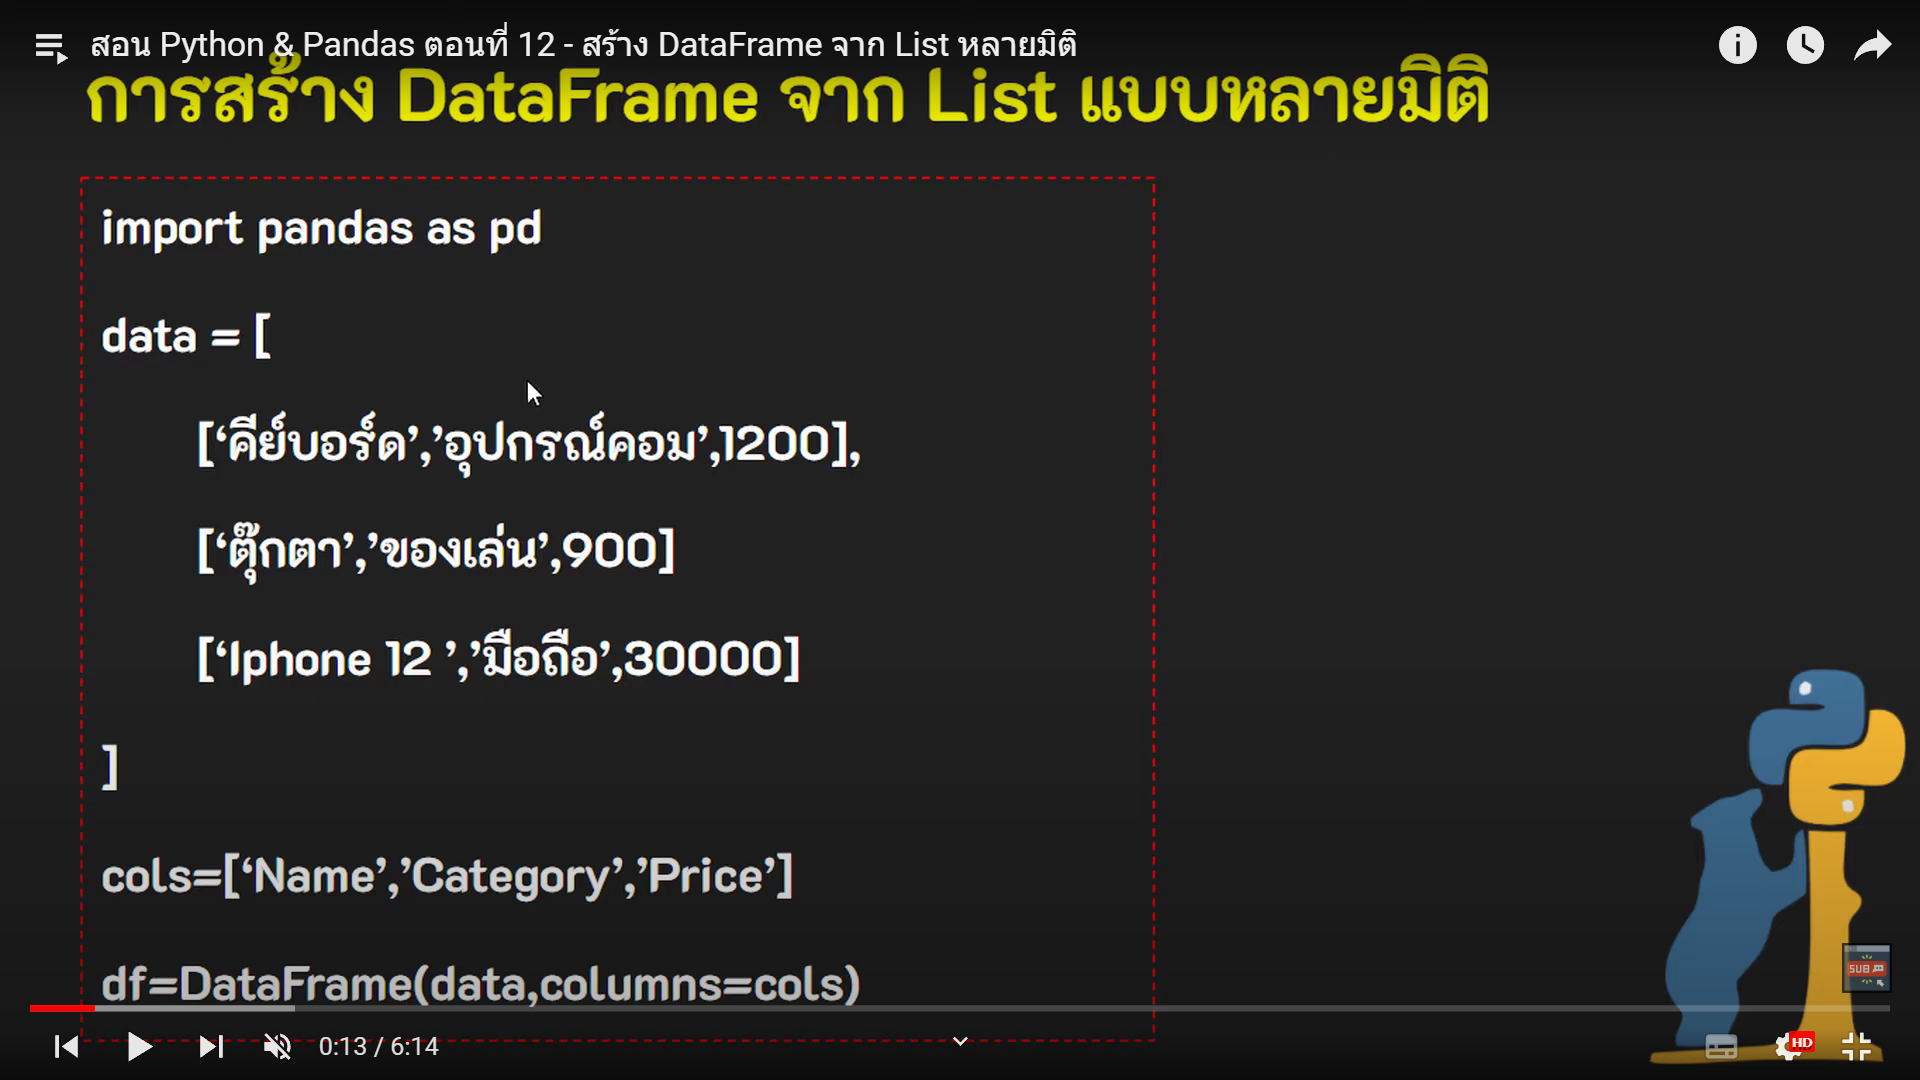 สอน Python & Pandas ตอนที่ 12 - สร้าง DataFrame จาก List หลายมิติ
การสร้าง DataFrame จาก List แบบหลายมิติ
import pandas as pd
data = [
[‘คีย์บอร์ด’,’อุปกรณ์คอม’,1200],
[‘ตุ๊กตา’,’ของเล่น’,900]
[‘Iphone 12 ’,’มือถือ’,30000]
]
cols=[‘Name’,’Category’,’Price’]
df=DataFrame(data,columns=cols)
SUB
0:13 / 6:14
HD